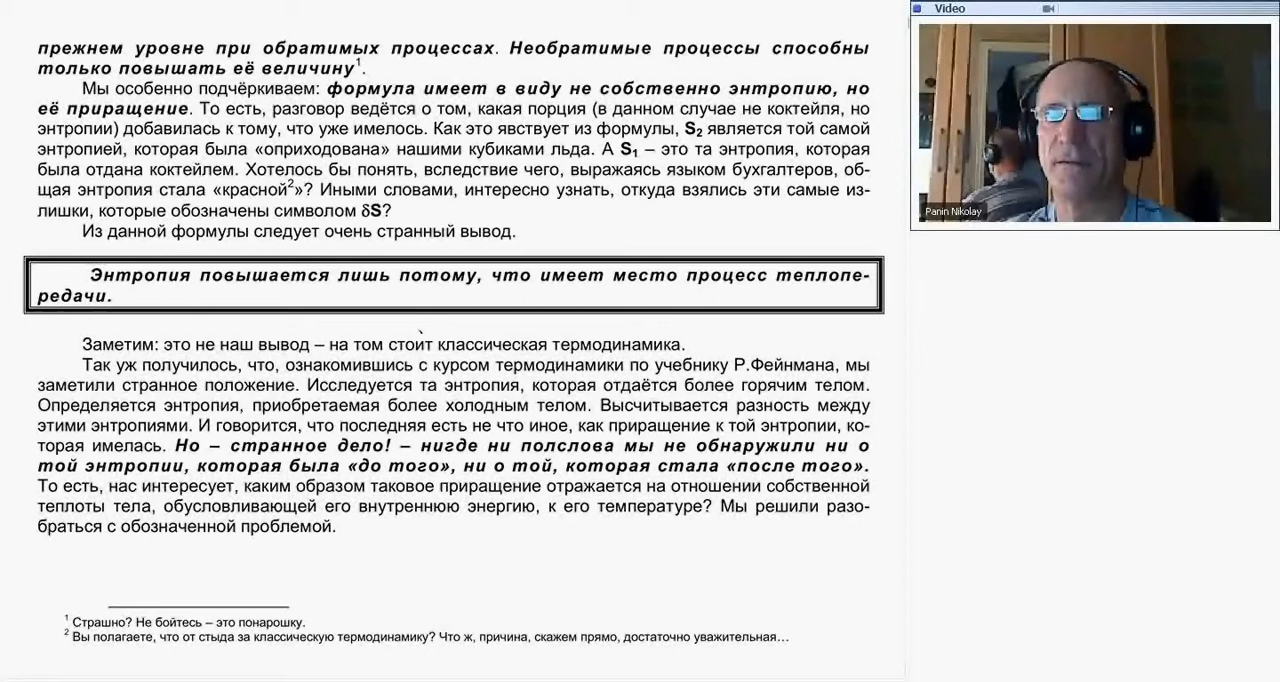 прежнем уровне при обратимых процессах. Необратимые процессы способны
только повышать её величину¹.
Мы особенно подчёркиваем: формула имеет в виду не собственно энтропию, но
её приращение. То есть, разговор ведётся о том, какая порция (в данном случае не коктейля, но
энтропии) добавилась к тому, что уже имелось. Как это явствует из формулы, S₂ является той самой
энтропией, которая была «оприходована» нашими кубиками льда. А S₁ – это та энтропия, которая
была отдана коктейлем. Хотелось бы понять, вследствие чего, выражаясь языком бухгалтеров, об-
щая энтропия стала «красной²»? Иными словами, интересно узнать, откуда взялись эти самые из-
лишки, которые обозначены символом δS?
Из данной формулы следует очень странный вывод.
Энтропия повышается лишь потому, что имеет место процесс теплопе-
редачи.
Заметим: это не наш вывод – на том стоѝт классическая термодинамика.
Так уж получилось, что, ознакомившись с курсом термодинамики по учебнику Р.Фейнмана, мы
заметили странное положение. Исследуется та энтропия, которая отдаётся более горячим телом.
Определяется энтропия, приобретаемая более холодным телом. Высчитывается разность между
этими энтропиями. И говорится, что последняя есть не что иное, как приращение к той энтропии, ко-
торая имелась. Но – странное дело! – нигде ни полслова мы не обнаружили ни о
той энтропии, которая была «до того», ни о той, которая стала «после того».
То есть, нас интересует, каким образом таковое приращение отражается на отношении собственной
теплоты тела, обусловливающей его внутреннюю энергию, к его температуре? Мы решили разо-
браться с обозначенной проблемой.
¹ Страшно? Не бойтесь – это понарошку.
² Вы полагаете, что от стыда за классическую термодинамику? Что ж, причина, скажем прямо, достаточно уважительная…
Video
Panin Nikolay